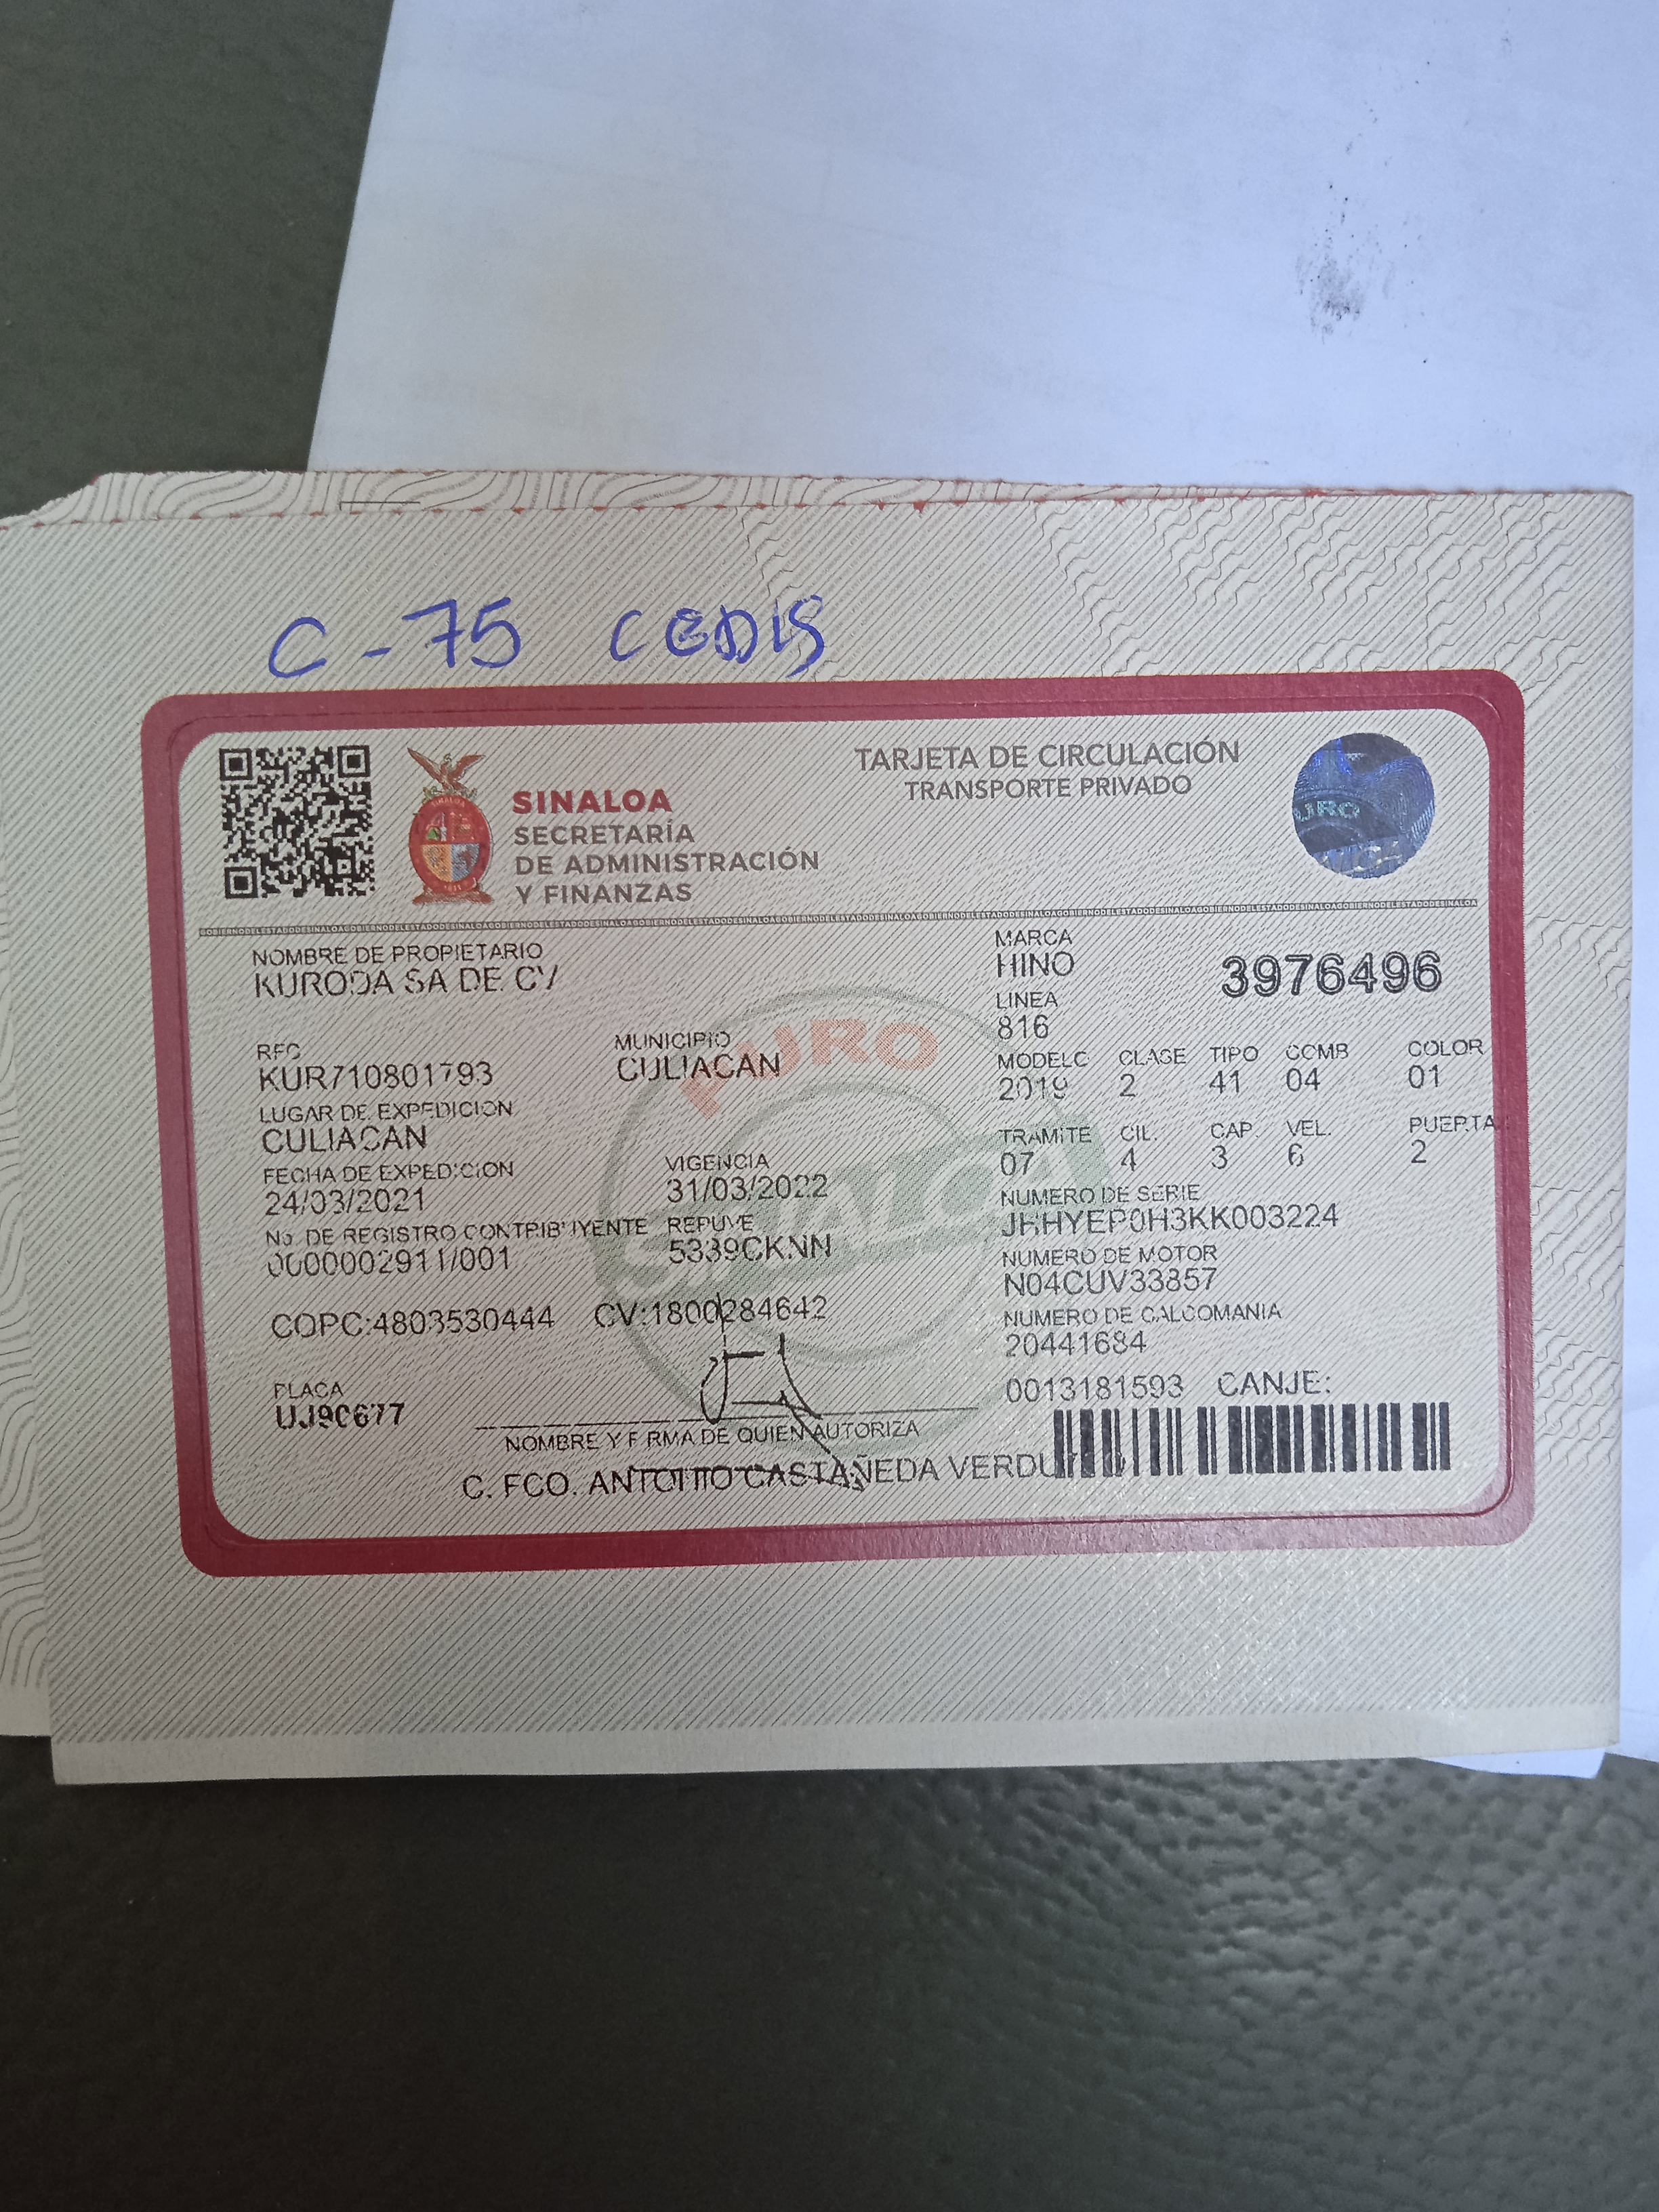 C-75 CEDIS
SINALOA
SECRETARÍA
DE ADMINISTRACIÓN
Y FINANZAS
TARJETA DE CIRCULACIÓN
TRANSPORTE PRIVADO
NOMBRE DE PROPIETARIO
KURODA SA DE CV
RFC
KUR710801793
MUNICIPIO
CULIACAN
LUGAR DE EXPEDICION
CULIACAN
FECHA DE EXPEDICION
24/03/2021
VIGENCIA
31/03/2022
No. DE REGISTRO CONTRIBUYENTE
0000002911/001
REPUVE
5339CKNN
COPC:4803530444 CV:1800284642
PLACA
UJ90677
NOMBRE Y FIRMA DE QUIEN AUTORIZA
C. FCO. ANTONIO CASTAÑEDA
MARCA
HINO
3976496
LINEA
816
MODELO CLASE TIPO COMB COLOR
2019 2 41 04 01
TRAMITE CIL. CAP. VEL. PUERTA
07 4 3 6 2
NUMERO DE SERIE
JHHYEP0H3KK003224
NUMERO DE MOTOR
N04CUV33857
NUMERO DE CALCOMANIA
20441684
0013181593 CANJE:
PURO
SINALOA